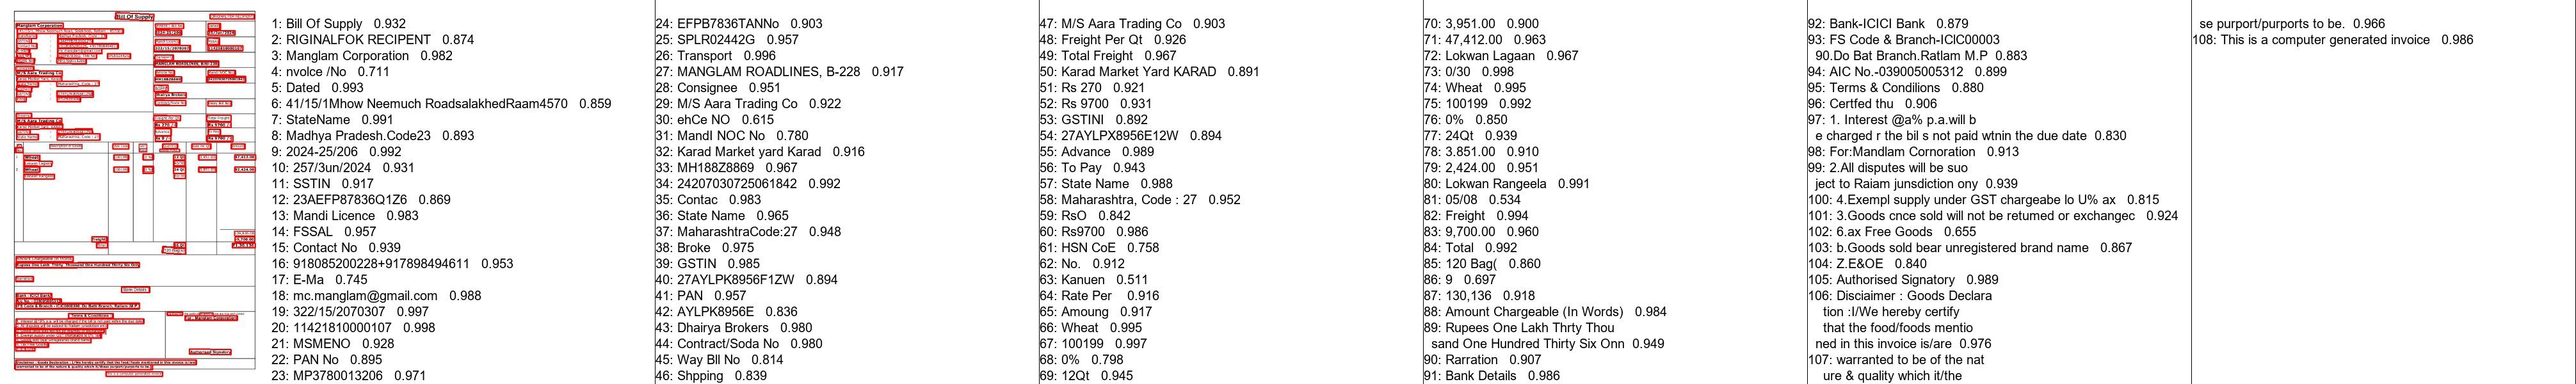 1: Bill Of Supply 0.932
2: RIGINALFOK RECIPENT 0.874
3: Manglam Corporation 0.982
4: nvolce /No 0.711
5: Dated 0.993
6: 41/15/1Mhow Neemuch RoadsalakhedRaam4570 0.859
7: StateName 0.991
8: Madhya Pradesh.Code23 0.893
9: 2024-25/206 0.992
10: 257/3un/2024 0.931
11: SSTIN 0.917
12: 23AEFP87836Q1Z6 0.869
13: Mandi Licence 0.983
14: FSSAL 0.957
15: Contact No 0.939
16: 918085200228+917898494611 0.953
17: E-Ma 0.745
18: mc.manglam@gmail.com 0.988
19: 322/15/2070307 0.997
20: 11421810000107 0.998
21: MSMENO 0.928
22: PAN No 0.895
23: MP3780013206 0.971
24: EFPB7836TANNo 0.903
25: SPLR02442G 0.957
26: Transport 0.996
27: MANGLAM ROADLINES, B-228 0.917
28: Consignee 0.951
29: M/S Aara Trading Co 0.922
30: ehCe NO 0.615
31: MandI NOC No 0.780
32: Karad Market yard Karad 0.916
33: MH188Z8869 0.967
34: 24207030725061842 0.992
35: Contac 0.983
36: State Name 0.965
37: MaharashtraCode:27 0.948
38: Broke 0.975
39: GSTIN 0.985
40: 27AYLPK8956F1ZW 0.894
41: PAN 0.957
42: AYLPK8956E 0.836
43: Dhairya Brokers 0.980
44: Contract/Soda No 0.980
45: Way Bll No 0.814
46: Shpping 0.839
47: M/S Aara Trading Co 0.903
48: Freight Per Qt 0.926
49: Total Freight 0.967
50: Karad Market Yard KARAD 0.891
51: Rs 270 0.921
52: Rs 9700 0.931
53: GSTINI 0.892
54: 27AYLPX8956E12W 0.894
55: Advance 0.989
56: To Pay 0.943
57: State Name 0.988
58: Maharashtra, Code : 27 0.952
59: RsO 0.842
60: Rs9700 0.986
61: HSN CoE 0.758
62: No. 0.912
63: Kanuen 0.511
64: Rate Per 0.916
65: Amoung 0.917
66: Wheat 0.995
67: 100199 0.997
68: 0% 0.798
69: 12Qt 0.945
70: 3,951.00 0.900
71: 47,412.00 0.963
72: Lokwan Lagaan 0.967
73: 0/30 0.998
74: Wheat 0.995
75: 100199 0.992
76: 0% 0.850
77: 24Qt 0.939
78: 3.851.00 0.910
79: 2,424.00 0.951
80: Lokwan Rangeela 0.991
81: 05/08 0.534
82: Freight 0.994
83: 9,700.00 0.960
84: Total 0.992
85: 120 Bag( 0.860
86: 9 0.697
87: 130,136 0.918
88: Amount Chargeable (In Words) 0.984
89: Rupees One Lakh Thrty Thou
sand One Hundred Thirty Six Onn 0.949
90: Rarration 0.907
91: Bank Details 0.986
92: Bank-ICICI Bank 0.879
93: FS Code & Branch-ICIC00003
90.Do Bat Branch.Ratlam M.P 0.883
94: AIC No.-039005005312 0.899
95: Terms & Condilions 0.880
96: Certfed thu 0.906
97: 1. Interest @a% p.a.will b
e charged r the bil s not paid wtnin the due date 0.830
98: For:Mandlam Cornoration 0.913
99: 2.All disputes will be suo
ject to Raiam junsdiction ony 0.939
100: 4.Exempl supply under GST chargeabe lo U% ax 0.815
101: 3.Goods cnce sold will not be retumed or exchangec 0.924
102: 6.ax Free Goods 0.655
103: b.Goods sold bear unregistered brand name 0.867
104: Z.E&OE 0.840
105: Authorised Signatory 0.989
106: Disciaimer : Goods Declara
tion :I/We hereby certify
that the food/foods mentio
ned in this invoice is/are 0.976
107: warranted to be of the nat
ure & quality which it/the
se purport/purports to be. 0.966
108: This is a computer generated invoice 0.986